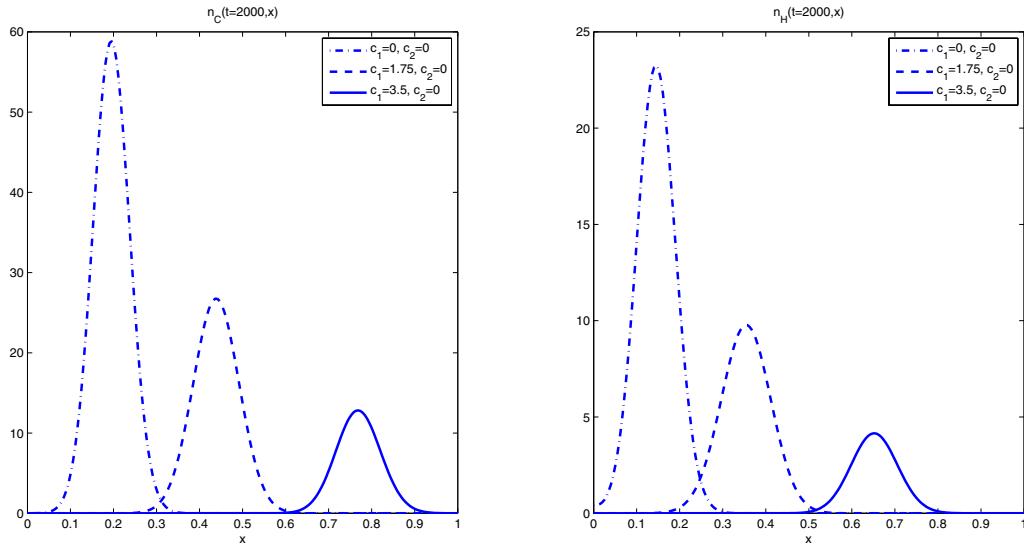 n_C(t=2000,x)
60
50
40
30
20
10
0
0 0.1 0.2 0.3 0.4 0.5 0.6 0.7 0.8 0.9 1
x
c_1=0, c_2=0
c_1=1.75, c_2=0
c_1=3.5, c_2=0
n_H(t=2000,x)
25
20
15
10
5
0
0 0.1 0.2 0.3 0.4 0.5 0.6 0.7 0.8 0.9 1
x
c_1=0, c_2=0
c_1=1.75, c_2=0
c_1=3.5, c_2=0